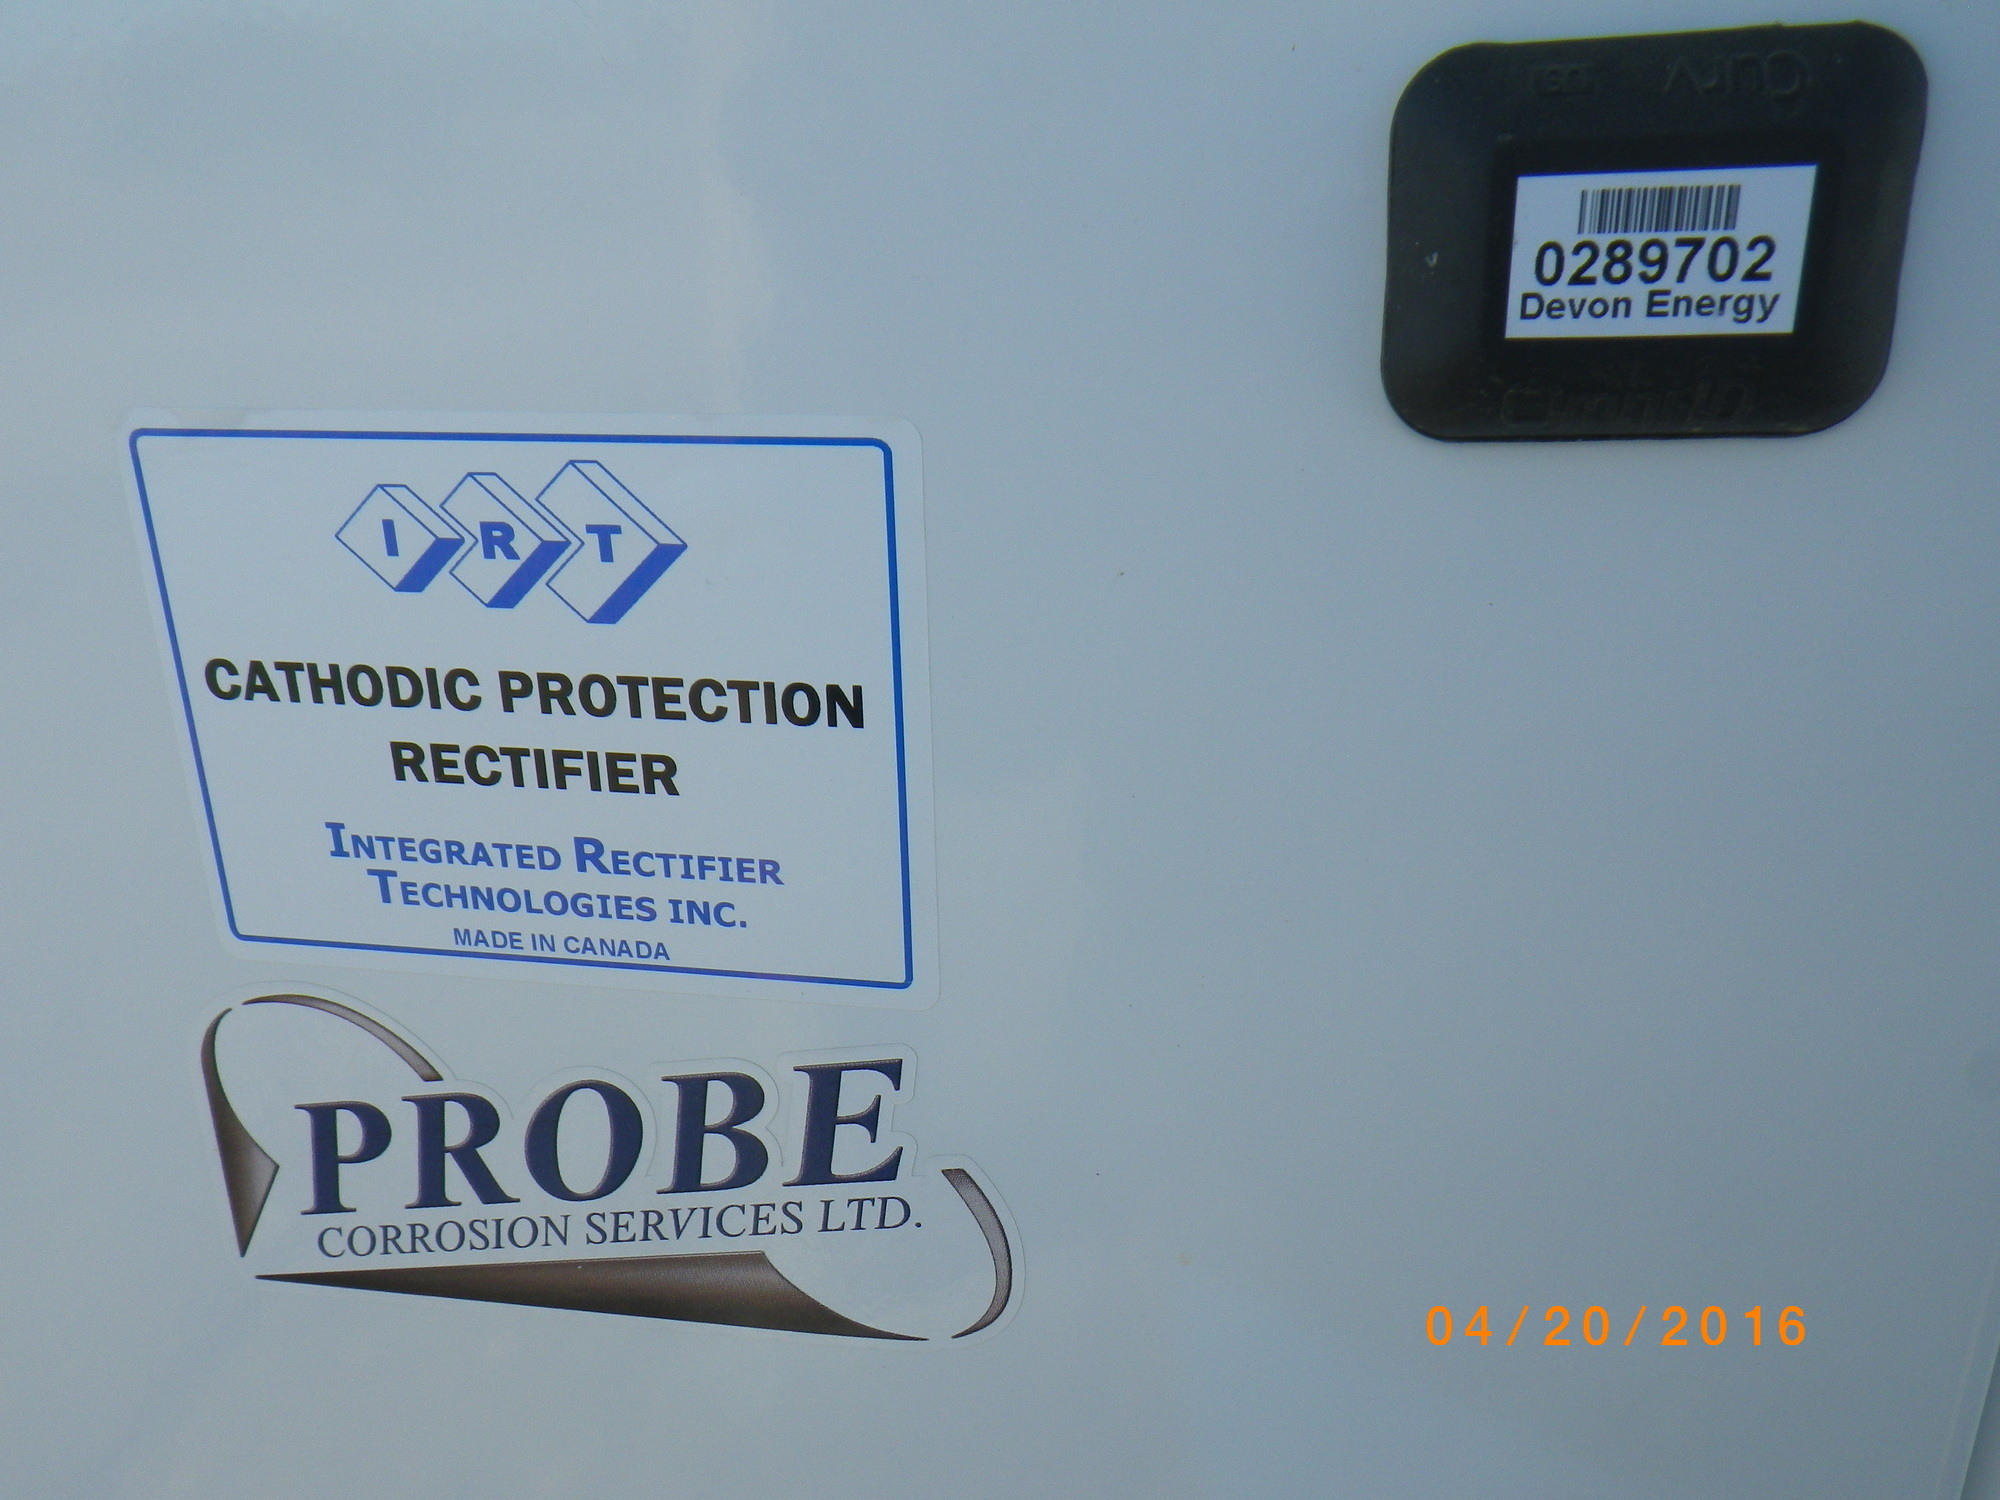 0289702
Devon Energy
I R T
CATHODIC PROTECTION
RECTIFIER
INTEGRATED RECTIFIER
TECHNOLOGIES INC.
MADE IN CANADA
PROBE
CORROSION SERVICES LTD.
04/20/2016